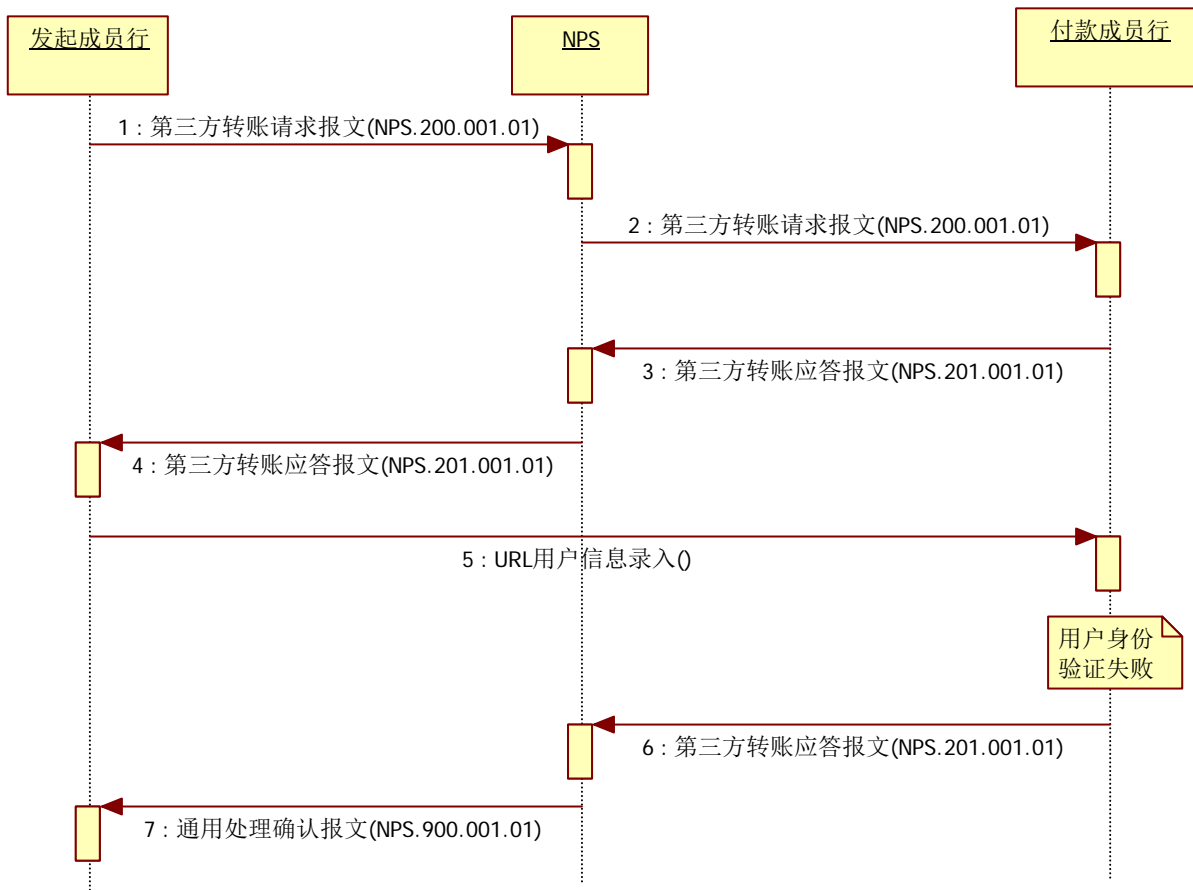 发起成员行
NPS
付款成员行
1 : 第三方转账请求报文(NPS.200.001.01)
2 : 第三方转账请求报文(NPS.200.001.01)
3 : 第三方转账应答报文(NPS.201.001.01)
4 : 第三方转账应答报文(NPS.201.001.01)
5 : URL用户信息录入()
用户身份
验证失败
6 : 第三方转账应答报文(NPS.201.001.01)
7 : 通用处理确认报文(NPS.900.001.01)